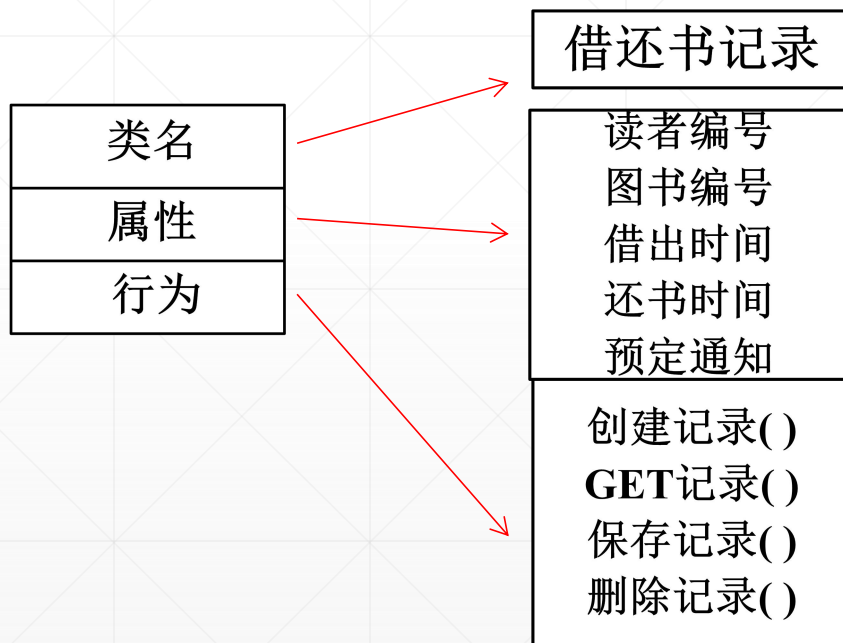 类名
属性
行为
借还书记录
读者编号
图书编号
借出时间
还书时间
预定通知
创建记录( )
GET记录( )
保存记录( )
删除记录( )